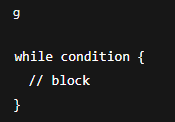 g

while condition {
  // block
}